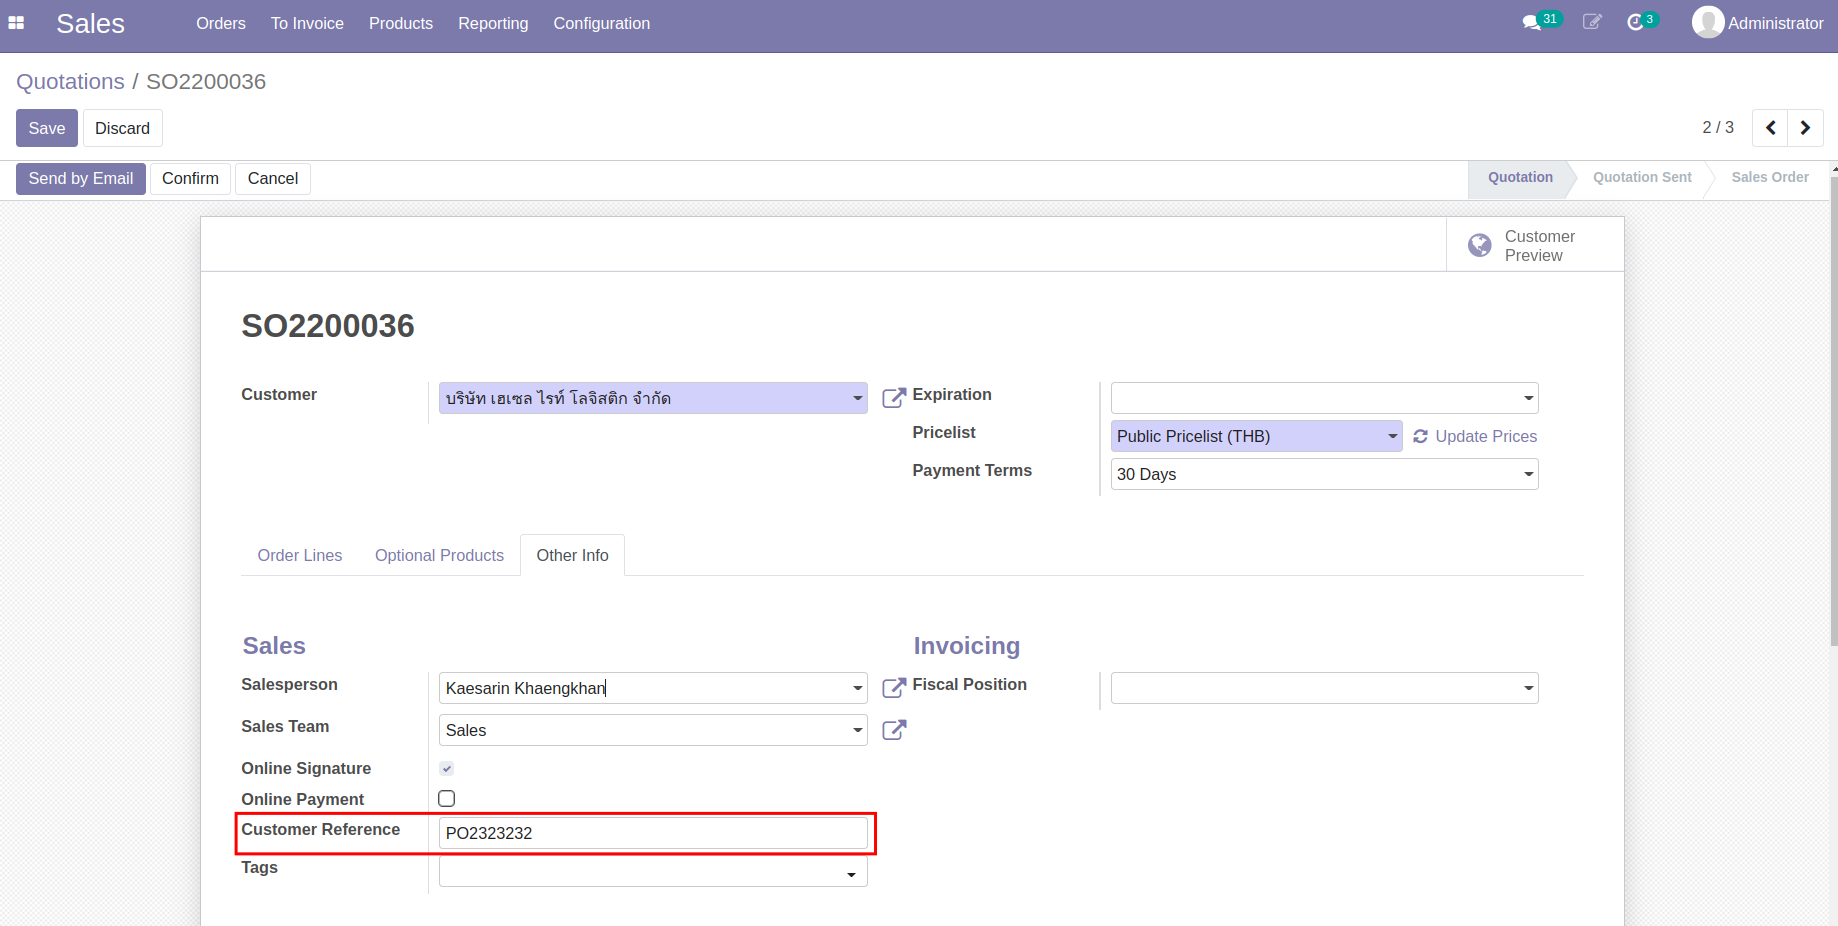 Sales
Orders
To Invoice
Products
Reporting
Configuration
31
3
Administrator
Quotations / SO2200036
Save
Discard
2 / 3
Send by Email
Confirm
Cancel
Quotation
Quotation Sent
Sales Order
Customer
Preview
SO2200036
Customer
บริษัท เฮเซล ไรท์ โลจิสติก จำกัด
Expiration
Pricelist
Public Pricelist (THB)
Update Prices
Payment Terms
30 Days
Order Lines
Optional Products
Other Info
Sales
Invoicing
Salesperson
Kaesarin Khaengkhan
Fiscal Position
Sales Team
Sales
Online Signature
Online Payment
Customer Reference
PO2323232
Tags